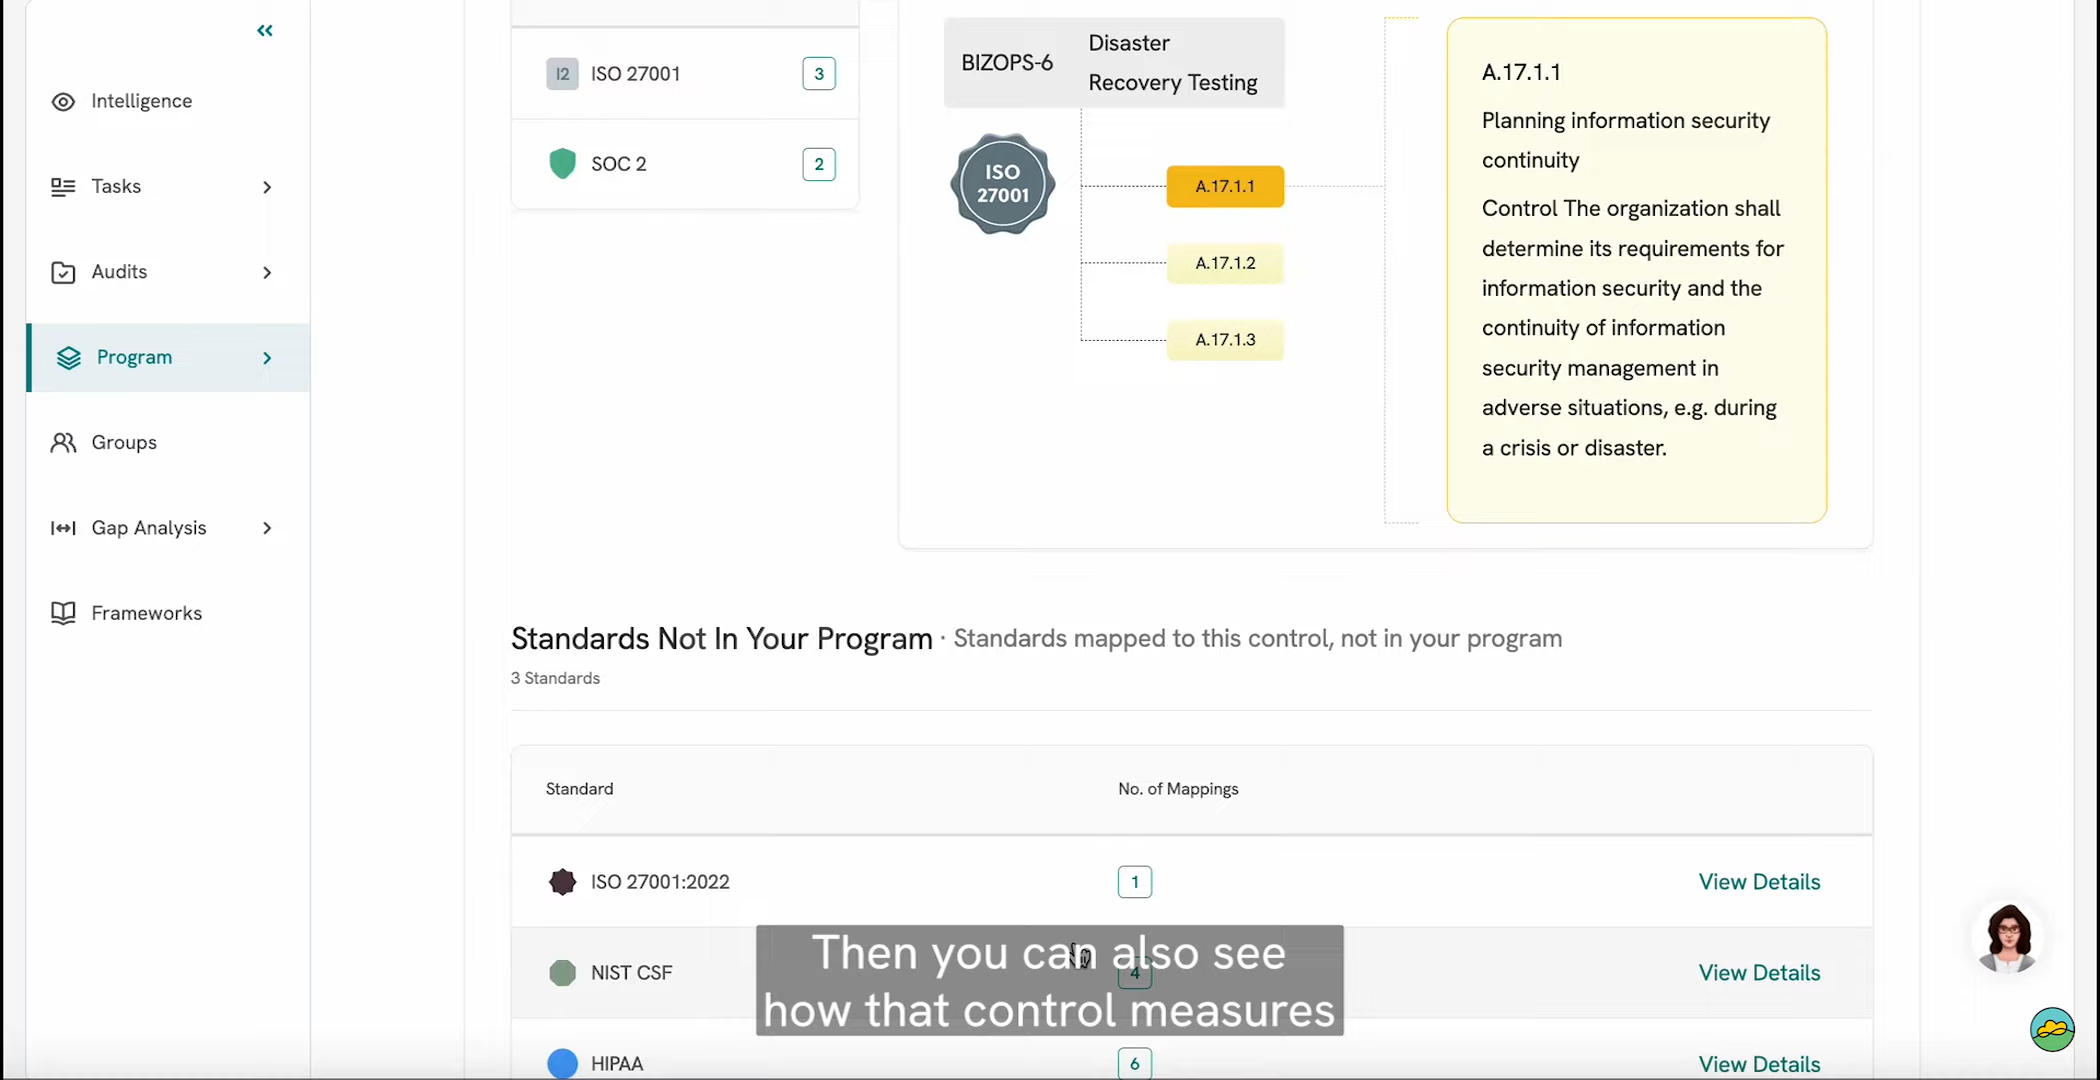 Intelligence
Tasks
Audits
Program
Groups
Gap Analysis
Frameworks
I2 ISO 27001 3
SOC 2 2
BIZOPS-6
Disaster
Recovery Testing
ISO
27001
A.17.1.1
A.17.1.2
A.17.1.3
A.17.1.1
Planning information security
continuity
Control The organization shall
determine its requirements for
information security and the
continuity of information
security management in
adverse situations, e.g. during
a crisis or disaster.
Standards Not In Your Program · Standards mapped to this control, not in your program
3 Standards
Standard No. of Mappings
ISO 27001:2022 1 View Details
NIST CSF 4 View Details
HIPAA 6 View Details
Then you can also see
how that control measures